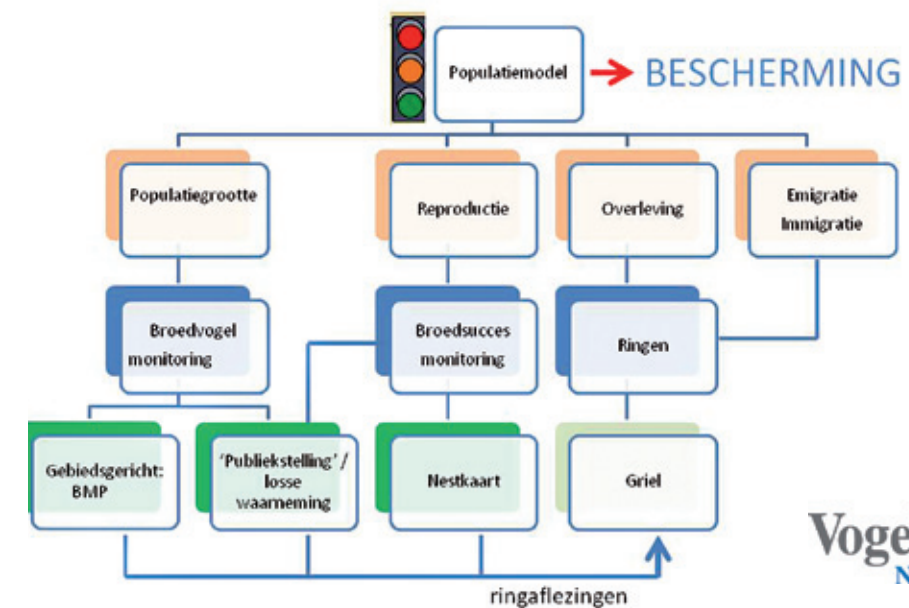 Populatiemodel
BESCHERMING
Populatiegrootte
Reproductie
Overleving
Emigratie
Immigratie
Broedvogel
monitoring
Broedsucces
monitoring
Ringen
Gebiedsgericht:
BMP
'Publiekstelling' /
losse
waarneming
Nestkaart
Griel
ringaflezingen